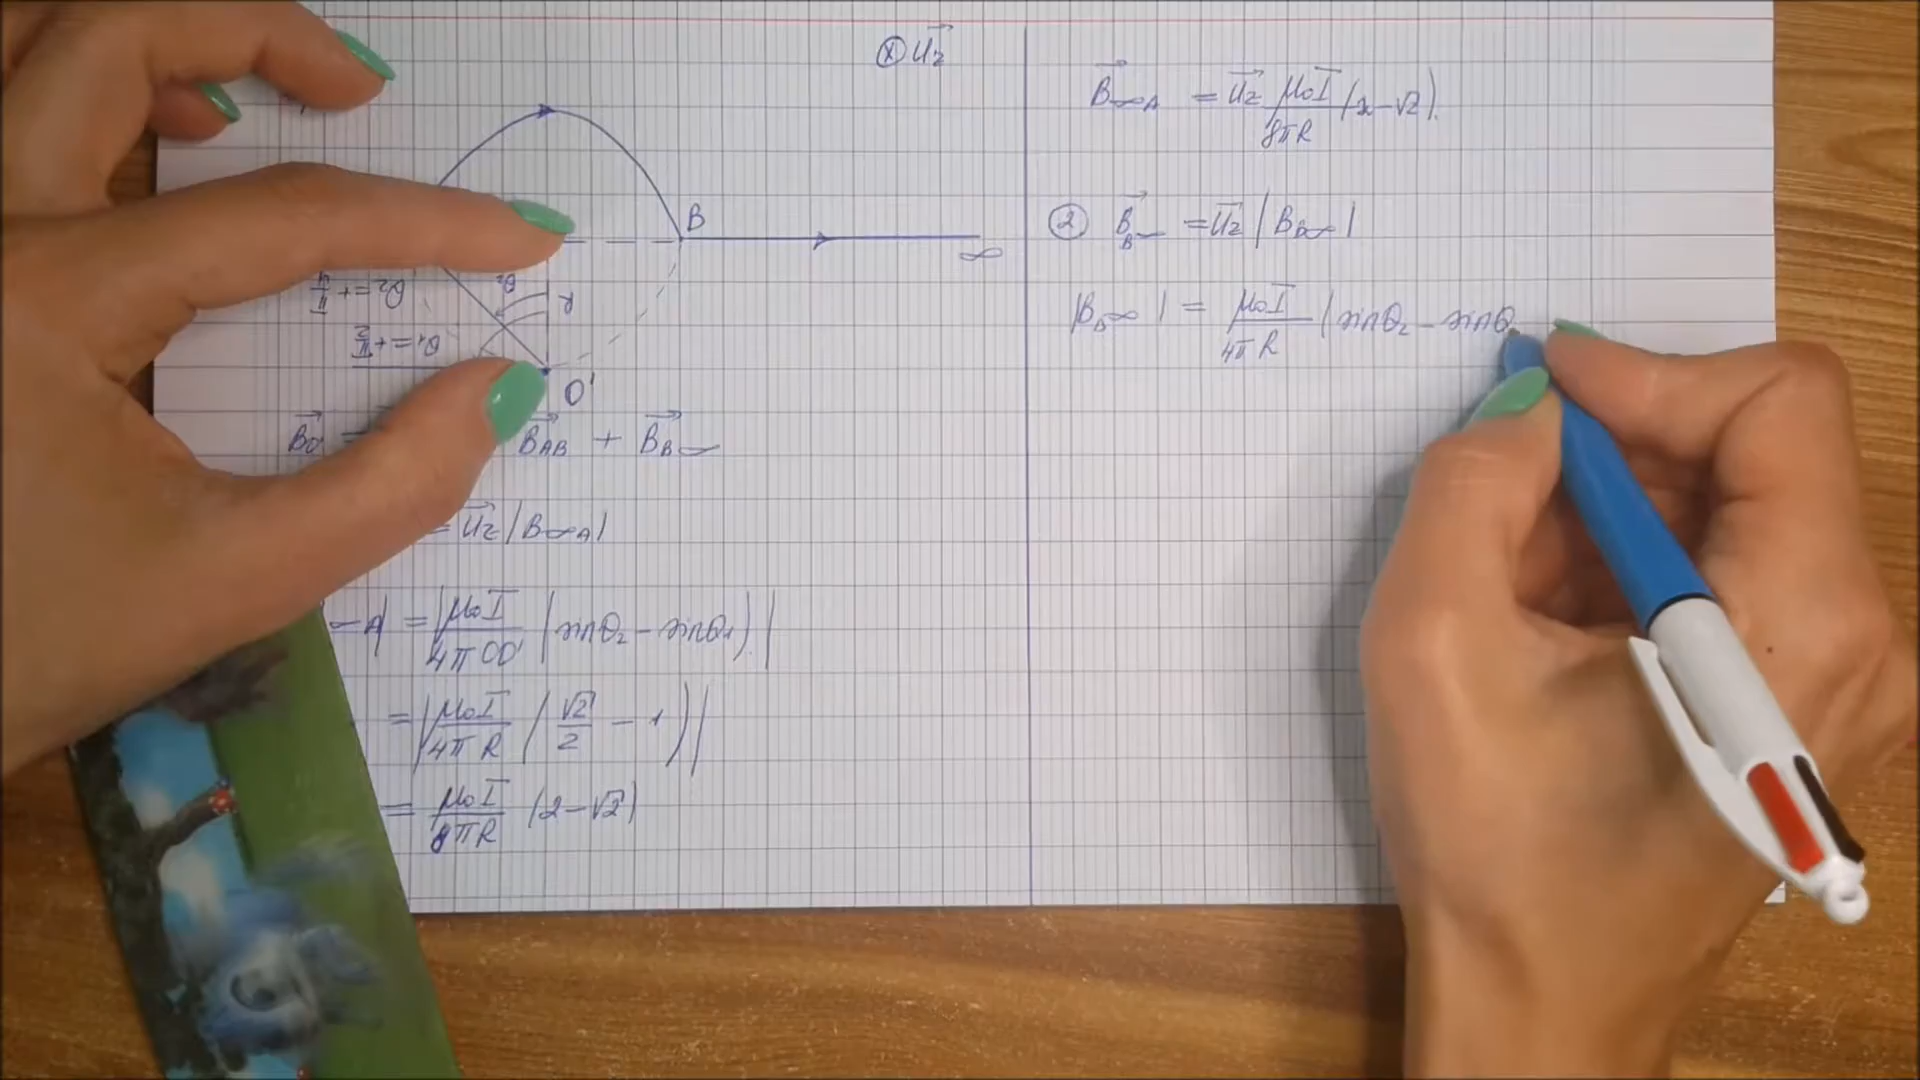 ⓧ u⃗z
B
∞
θ₂
R
θ₂ = + π/4
θ₁ = + π/2
O'
B⃗O' = B⃗AB + B⃗B∞
= u⃗z |B∞A|
∞A| = |μ₀I/4πOO' (sinθ₂ - sinθ₁)|
= |μ₀I/4πR (√2/2 - 1)|
= μ₀I/8πR (2-√2)
B⃗∞A = u⃗z μ₀I/8πR (2-√2).
② B⃗B∞ = u⃗z |BB∞|
|BB∞| = μ₀I/4πR (sinθ₂ - sinθ